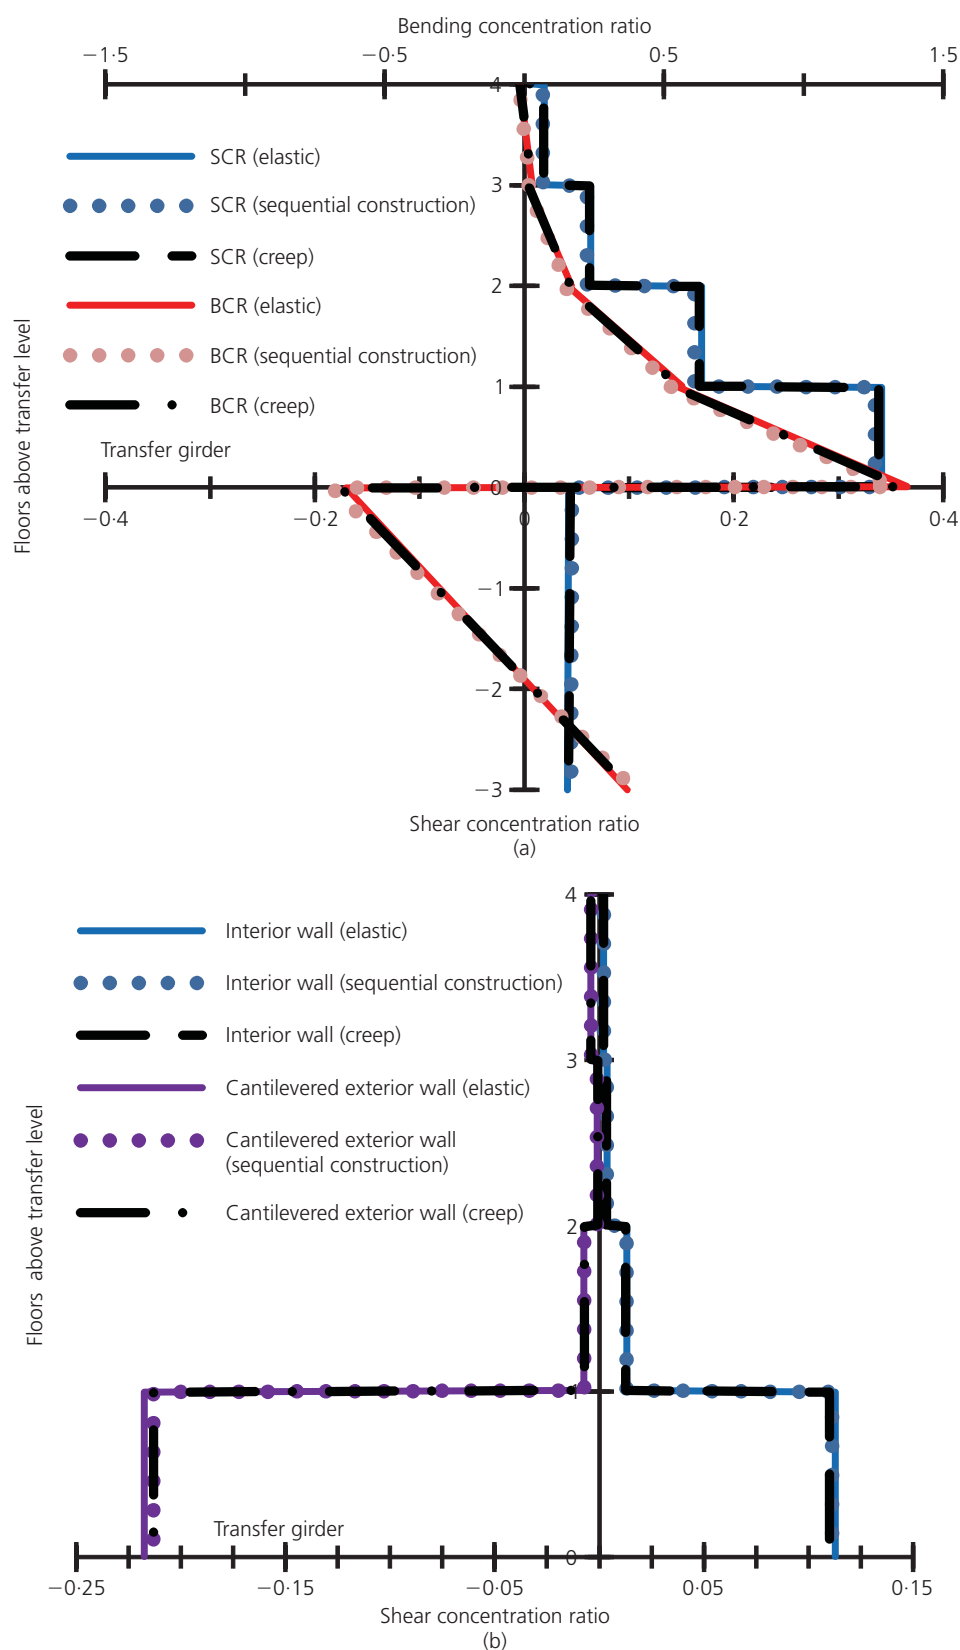 Bending concentration ratio
−1·5
−0·5
0·5
1·5
4
SCR (elastic)
3
SCR (sequential construction)
SCR (creep)
2
BCR (elastic)
BCR (sequential construction)
1
BCR (creep)
Transfer girder
0
−0·4
−0·2
0
0·2
0·4
−1
−2
−3
Floors above transfer level
Shear concentration ratio
(a)
4
Interior wall (elastic)
Interior wall (sequential construction)
Interior wall (creep)
3
Cantilevered exterior wall (elastic)
Cantilevered exterior wall
(sequential construction)
Cantilevered exterior wall (creep)
2
1
Floors above transfer level
Transfer girder
0
−0·25
−0·15
−0·05
0·05
0·15
Shear concentration ratio
(b)